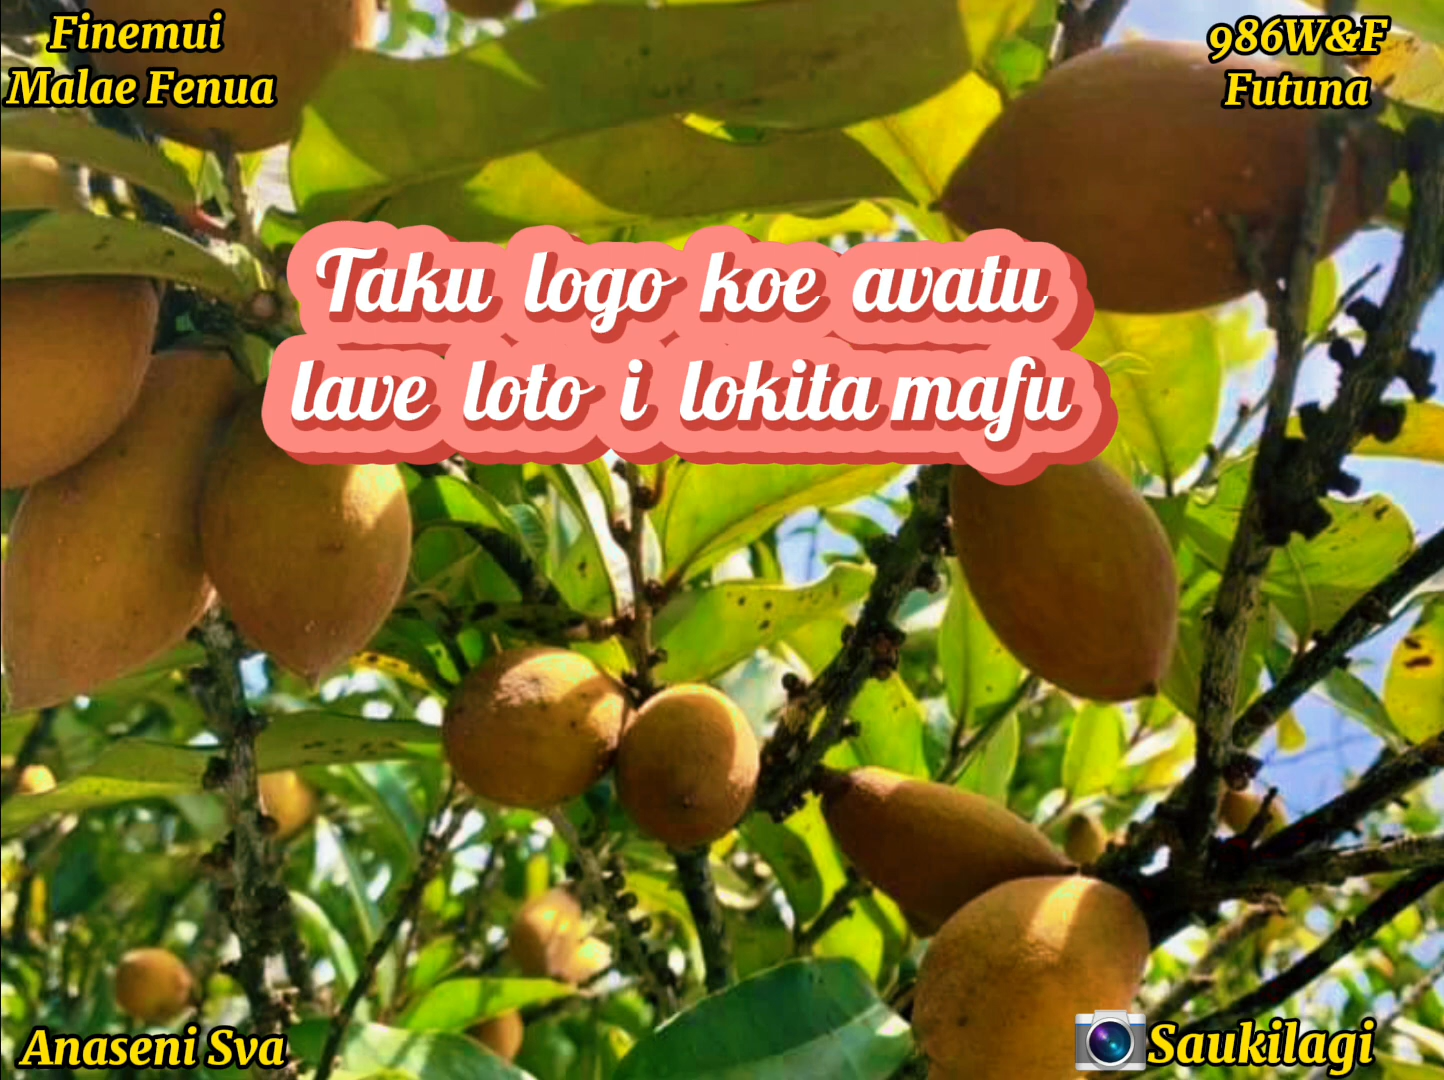 Finemui
Malae Fenua
986W&F
Futuna
Taku logo koe avatu
lave loto i lokita mafu
Anaseni Sva
Saukilagi